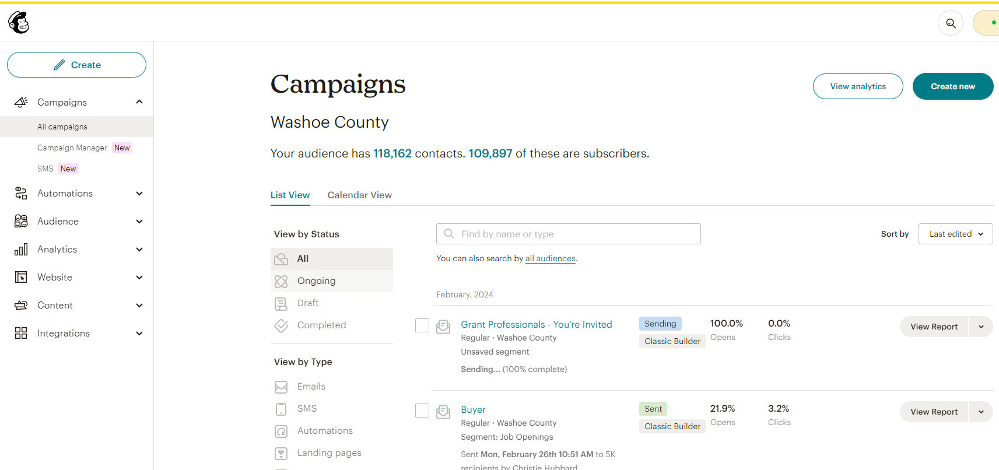 Create
Campaigns
All campaigns
Campaign Manager New
SMS New
Automations
Audience
Analytics
Website
Content
Integrations
Campaigns
View analytics
Create new
Washoe County
Your audience has 118,162 contacts. 109,897 of these are subscribers.
List View
Calendar View
View by Status
All
Ongoing
Draft
Completed
View by Type
Emails
SMS
Automations
Landing pages
Find by name or type
Sort by
Last edited
You can also search by all audiences.
February, 2024
Grant Professionals - You're Invited
Regular · Washoe County
Unsaved segment
Sending... (100% complete)
Sending
Classic Builder
100.0%
Opens
0.0%
Clicks
View Report
Buyer
Regular · Washoe County
Segment: Job Openings
Sent Mon, February 26th 10:51 AM to 5K
recipients by Christie Hubbard
Sent
Classic Builder
21.9%
Opens
3.2%
Clicks
View Report